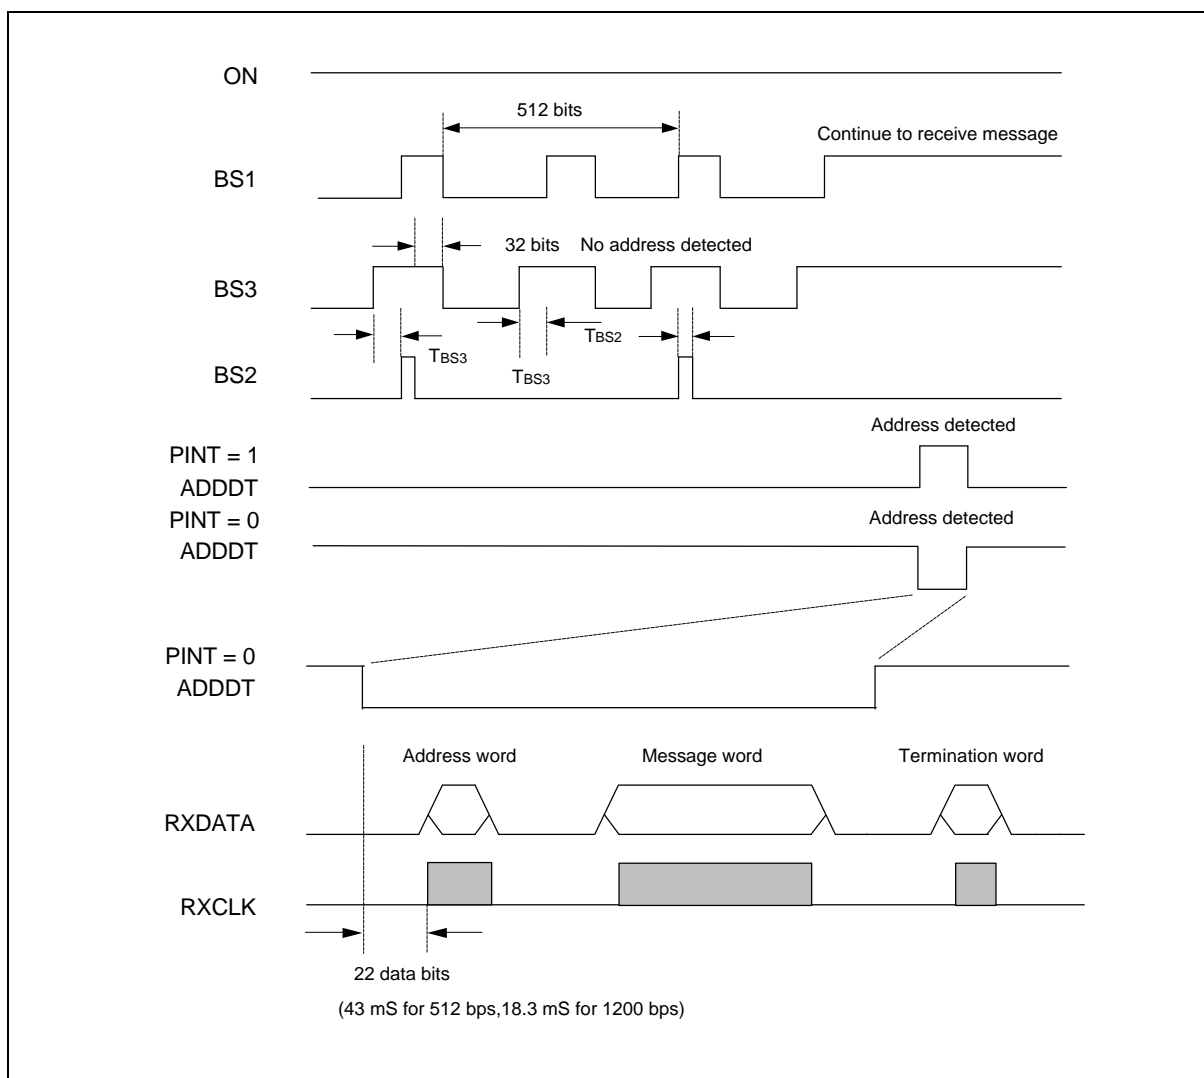 ON
512 bits
Continue to receive message
BS1
32 bits No address detected
BS3
TBS2
TBS3
TBS3
BS2
Address detected
PINT = 1
ADDDT
PINT = 0
Address detected
ADDDT
PINT = 0
ADDDT
Address word Message word Termination word
RXDATA
RXCLK
22 data bits
(43 mS for 512 bps,18.3 mS for 1200 bps)